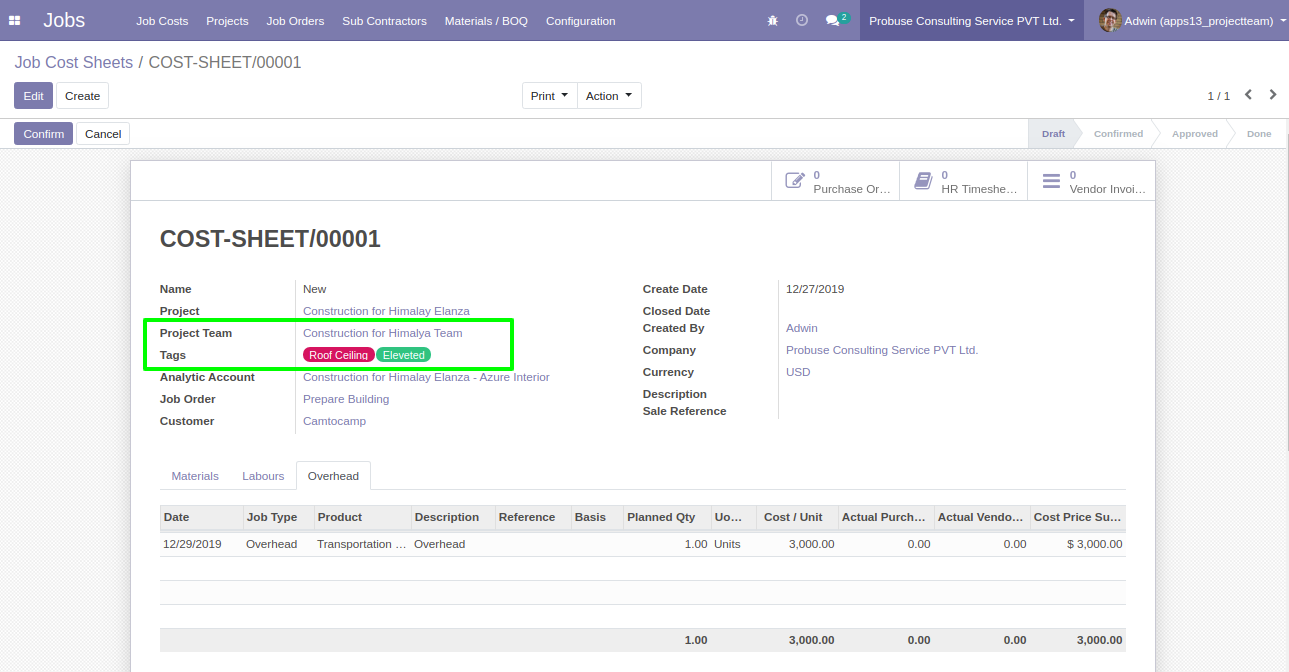 Jobs Job Costs Projects Job Orders Sub Contractors Materials / BOQ Configuration 2 Probuse Consulting Service PVT Ltd. Admin (apps13_projectteam)
Job Cost Sheets / COST-SHEET/00001
Edit Create Print Action 1 / 1
Confirm Cancel Draft Confirmed Approved Done
0 Purchase Or…
0 HR Timeshe…
0 Vendor Invoi…
COST-SHEET/00001
Name New
Project Construction for Himalay Elanza
Project Team Construction for Himalya Team
Tags Roof Ceiling Eleveted
Analytic Account Construction for Himalay Elanza - Azure Interior
Job Order Prepare Building
Customer Camtocamp
Create Date 12/27/2019
Closed Date
Created By Admin
Company Probuse Consulting Service PVT Ltd.
Currency USD
Description
Sale Reference
Materials Labours Overhead
Date Job Type Product Description Reference Basis Planned Qty Uo… Cost / Unit Actual Purch… Actual Vendo… Cost Price Su…
12/29/2019 Overhead Transportation … Overhead 1.00 Units 3,000.00 0.00 0.00 $ 3,000.00
1.00 3,000.00 0.00 0.00 3,000.00